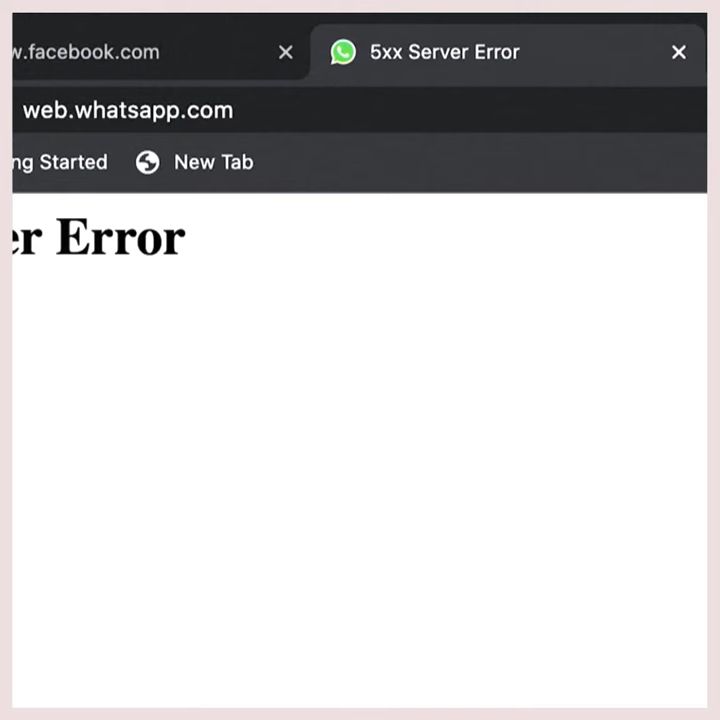 w.facebook.com
5xx Server Error
web.whatsapp.com
ng Started
New Tab
er Error